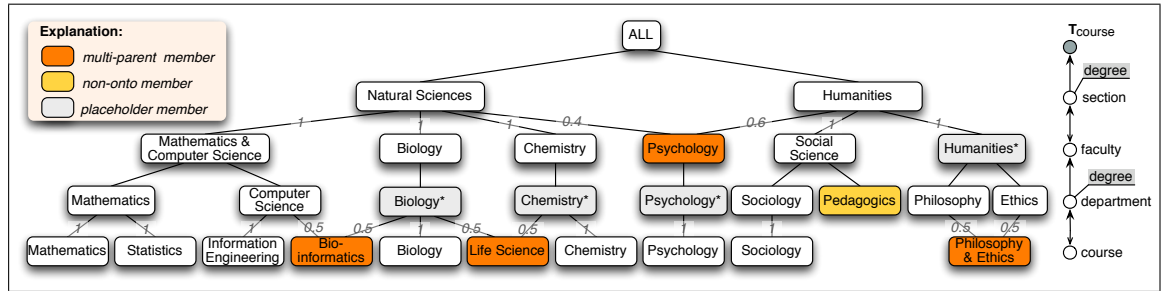 Explanation:
multi-parent member
non-onto member
placeholder member
ALL
T course
degree
Natural Sciences
Humanities
section
1
1
1
0.4
0.6
1
1
Mathematics &
Computer Science
Biology
Chemistry
Psychology
Social
Science
Humanities*
faculty
degree
Mathematics
Computer
Science
Biology*
Chemistry*
Psychology*
Sociology
Pedagogics
Philosophy
Ethics
department
1
1
1
0.5
0.5
1
0.5
0.5
1
1
1
0.5
0.5
Mathematics
Statistics
Information
Engineering
Bio-
informatics
Biology
Life Science
Chemistry
Psychology
Sociology
Philosophy
& Ethics
course